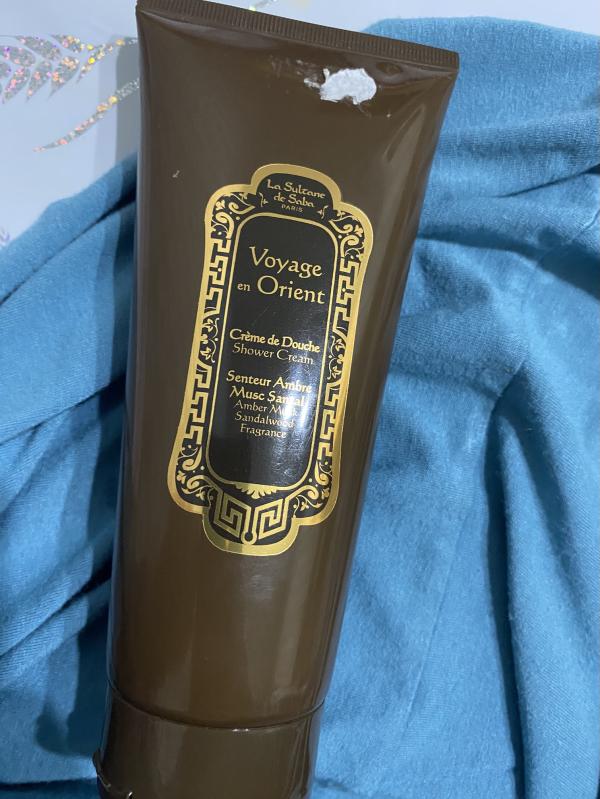 La Sultane
de Saba
PARIS
Voyage
en Orient
Crème de Douche
Shower Cream
Senteur Ambre
Musc Santal
Amber Musk
Sandalwood
Fragrance